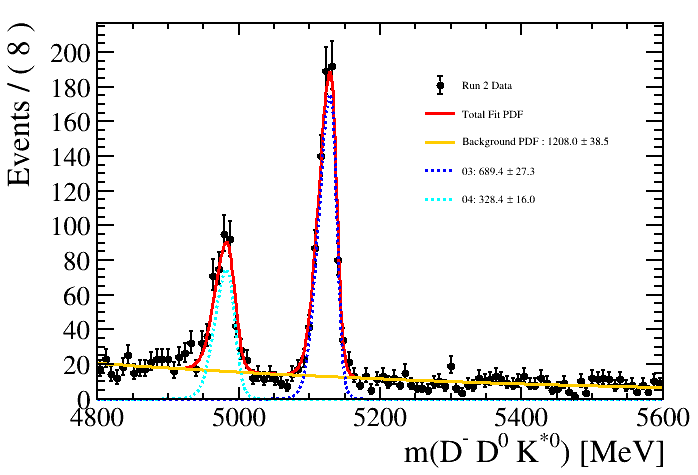 Events / ( 8 )
200
180
160
140
120
100
80
60
40
20
0
Run 2 Data
Total Fit PDF
Background PDF : 1208.0 ± 38.5
03: 689.4 ± 27.3
04: 328.4 ± 16.0
4800 5000 5200 5400 5600
m(D⁻ D⁰ K*⁰) [MeV]